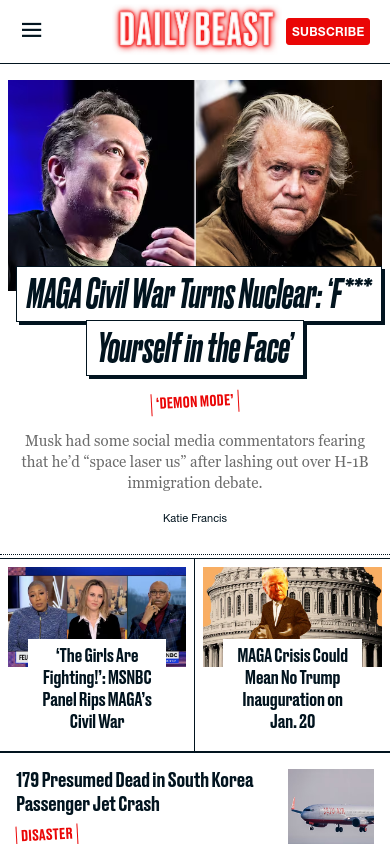 DAILY BEAST
SUBSCRIBE
MAGA Civil War Turns Nuclear: ‘F***
Yourself in the Face’
‘DEMON MODE’
Musk had some social media commentators fearing
that he’d “space laser us” after lashing out over H-1B
immigration debate.
Katie Francis
‘The Girls Are
Fighting!’: MSNBC
Panel Rips MAGA’s
Civil War
MAGA Crisis Could
Mean No Trump
Inauguration on
Jan. 20
179 Presumed Dead in South Korea
Passenger Jet Crash
DISASTER